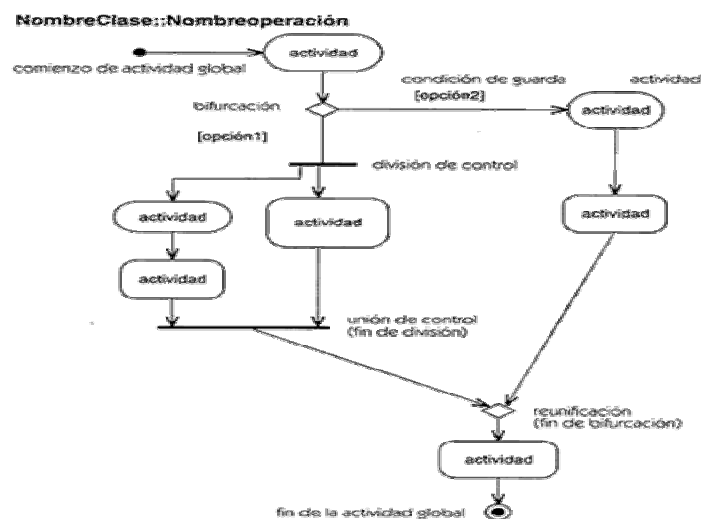 NombreClase::Nombreoperación
actividad
comienzo de actividad global
condición de guarda
actividad
bifurcación
[opción2]
actividad
[opción1]
división de control
actividad
actividad
actividad
actividad
unión de control
(fin de división)
reunificación
(fin de bifurcación)
actividad
fin de la actividad global